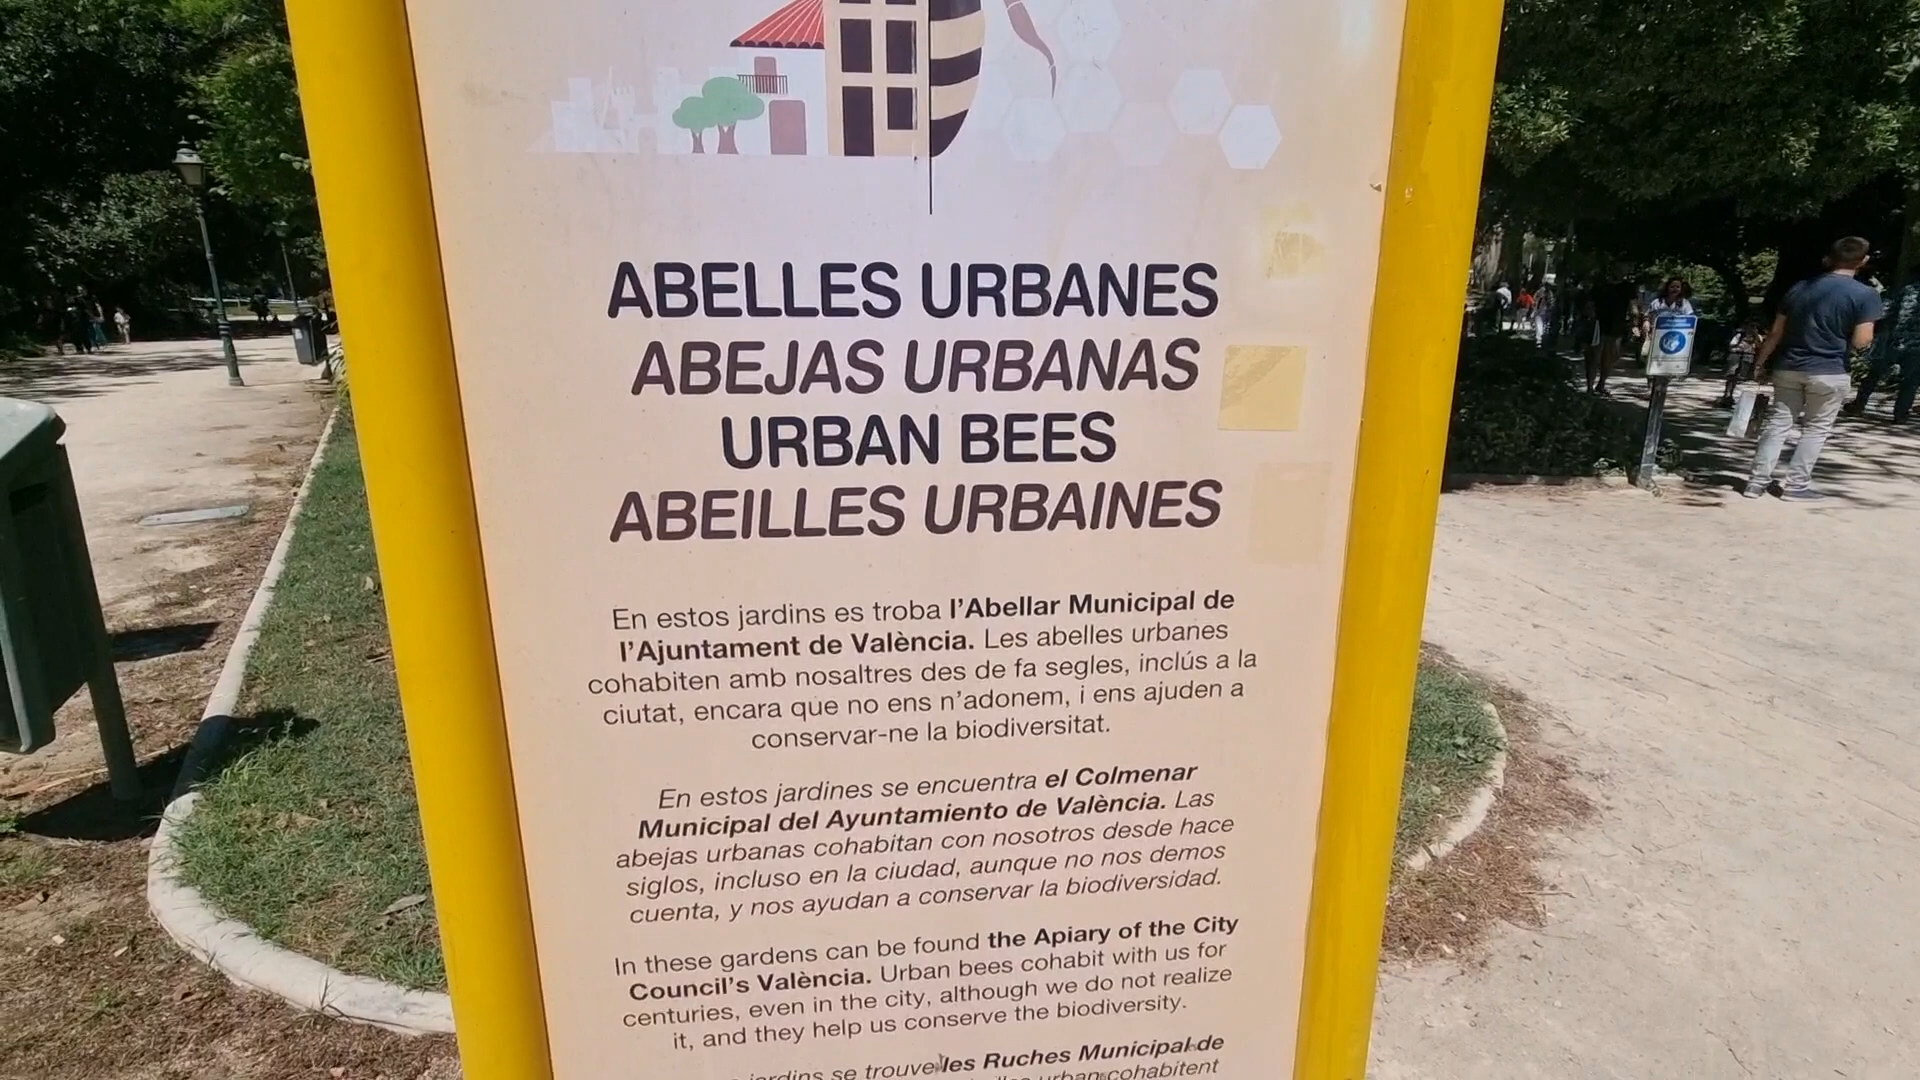 ABELLES URBANES
ABEJAS URBANAS
URBAN BEES
ABEILLES URBAINES
En estos jardins es troba l'Abellar Municipal de
l'Ajuntament de València. Les abelles urbanes
cohabiten amb nosaltres des de fa segles, inclús a la
ciutat, encara que no ens n'adonem, i ens ajuden a
conservar-ne la biodiversitat.
En estos jardines se encuentra el Colmenar
Municipal del Ayuntamiento de València. Las
abejas urbanas cohabitan con nosotros desde hace
siglos, incluso en la ciudad, aunque no nos demos
cuenta, y nos ayudan a conservar la biodiversidad.
In these gardens can be found the Apiary of the City
Council's València. Urban bees cohabit with us for
centuries, even in the city, although we do not realize
it, and they help us conserve the biodiversity.
jardins se trouve les Ruches Municipal de
urban cohabitent